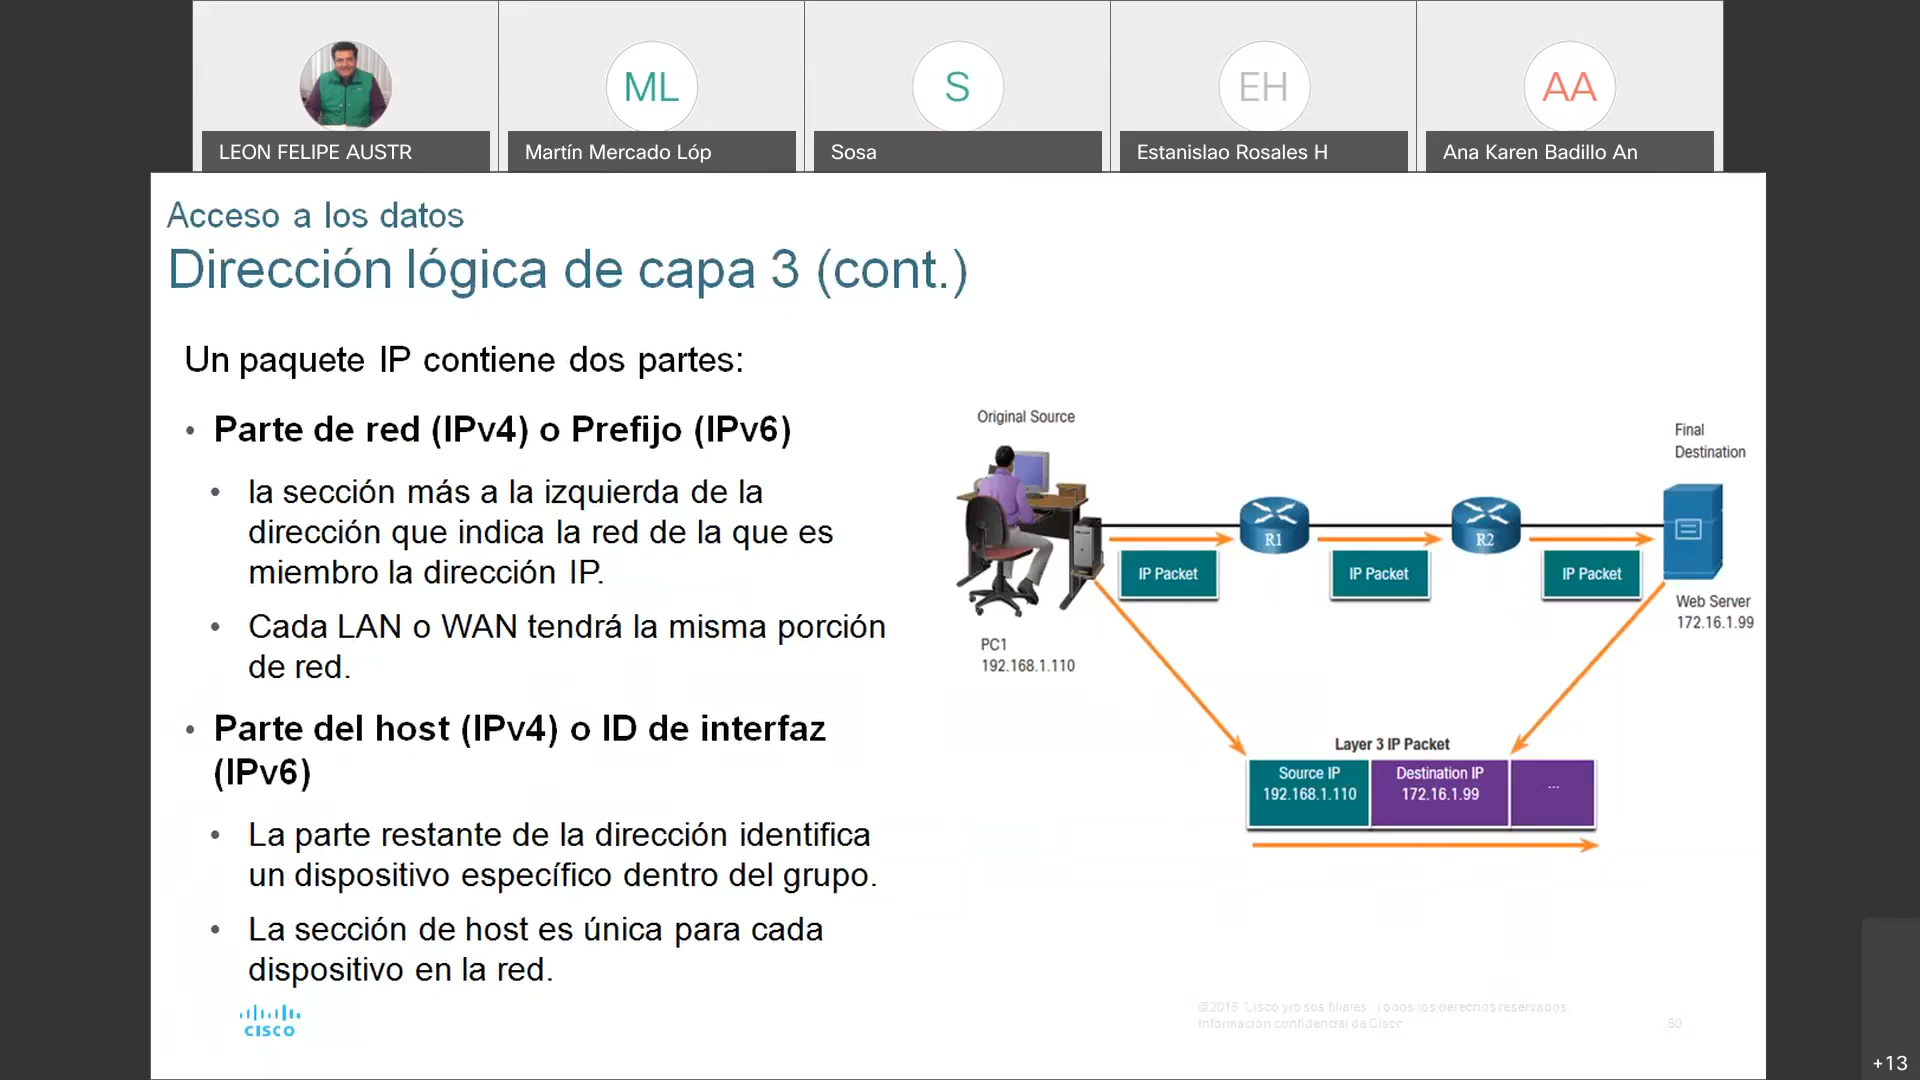 ML
S
EH
AA
LEON FELIPE AUSTR
Martín Mercado Lóp
Sosa
Estanislao Rosales H
Ana Karen Badillo An
Acceso a los datos
Dirección lógica de capa 3 (cont.)
Un paquete IP contiene dos partes:
• Parte de red (IPv4) o Prefijo (IPv6)
• la sección más a la izquierda de la
dirección que indica la red de la que es
miembro la dirección IP.
• Cada LAN o WAN tendrá la misma porción
de red.
• Parte del host (IPv4) o ID de interfaz
(IPv6)
• La parte restante de la dirección identifica
un dispositivo específico dentro del grupo.
• La sección de host es única para cada
dispositivo en la red.
Original Source
Final
Destination
R1
R2
IP Packet
IP Packet
IP Packet
Web Server
172.16.1.99
PC1
192.168.1.110
Layer 3 IP Packet
Source IP
192.168.1.110
Destination IP
172.16.1.99
...
CISCO
Cisco y/o sus filiales. Todos los derechos reservados.
Información confidencial de Cisco
+13